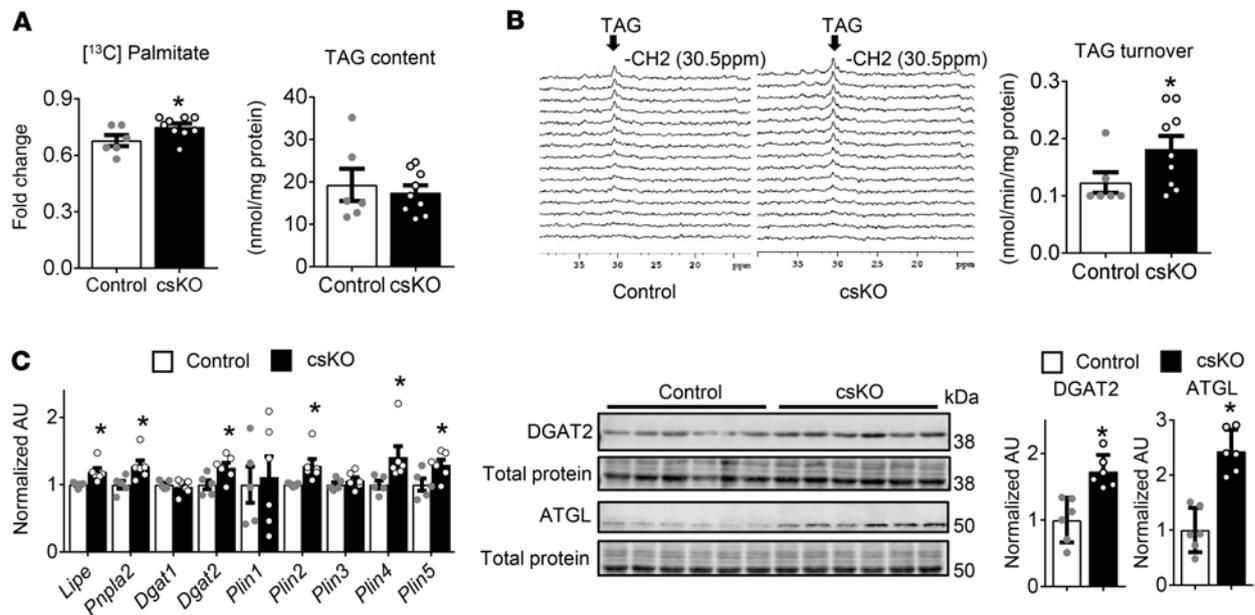 A
[¹³C] Palmitate
Fold change
0.9
0.6
0.3
0.0
*
Control csKO
TAG content
(nmol/mg protein)
40
30
20
10
0
Control csKO
B
TAG
-CH2 (30.5ppm)
35 30 25 20 ppm
Control
TAG
-CH2 (30.5ppm)
35 30 25 20 ppm
csKO
TAG turnover
(nmol/min/mg protein)
0.3
0.2
0.1
0.0
*
Control csKO
C
Control csKO
Normalized AU
2
1
0
* * * * * *
Lipe Pnpla2 Dgat1 Dgat2 Plin1 Plin2 Plin3 Plin4 Plin5
Control csKO kDa
DGAT2 38
Total protein 38
ATGL 50
Total protein 50
Control csKO
DGAT2
Normalized AU
2
1
0
*
ATGL
Normalized AU
3
2
1
0
*